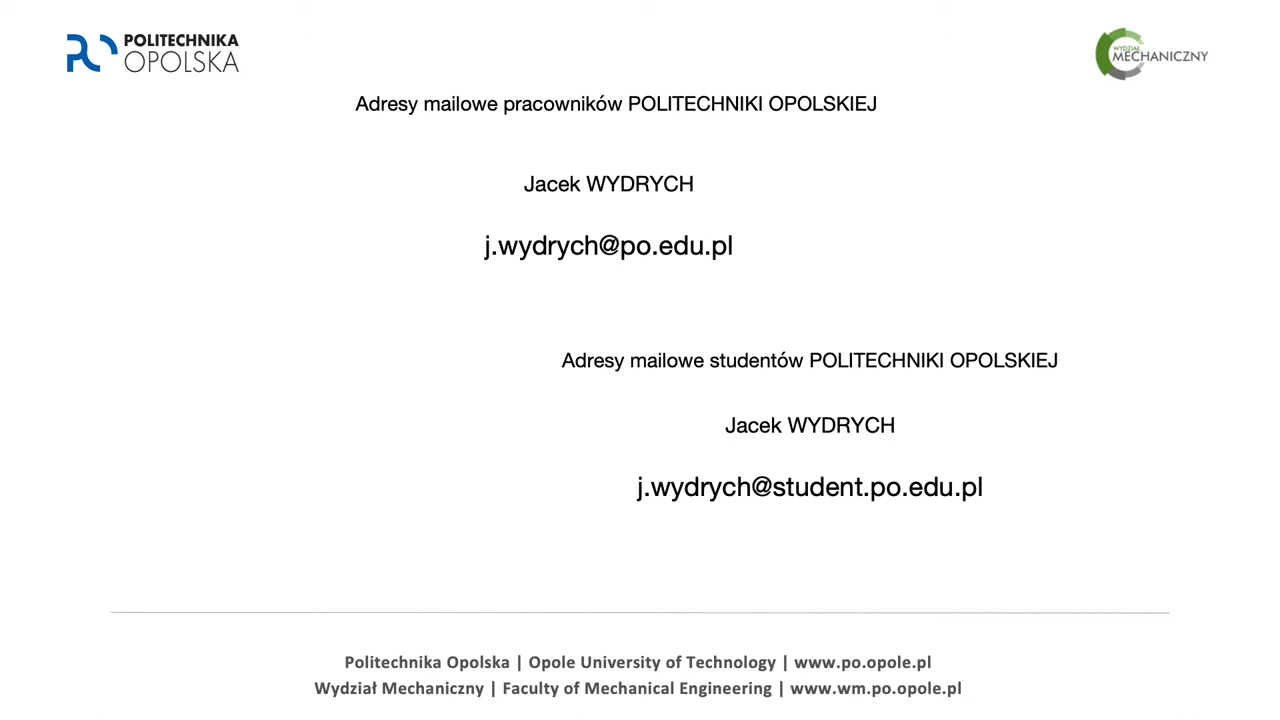 POLITECHNIKA
OPOLSKA
WYDZIAŁ
MECHANICZNY
Adresy mailowe pracowników POLITECHNIKI OPOLSKIEJ
Jacek WYDRYCH
j.wydrych@po.edu.pl
Adresy mailowe studentów POLITECHNIKI OPOLSKIEJ
Jacek WYDRYCH
j.wydrych@student.po.edu.pl
Politechnika Opolska | Opole University of Technology | www.po.opole.pl
Wydział Mechaniczny | Faculty of Mechanical Engineering | www.wm.po.opole.pl